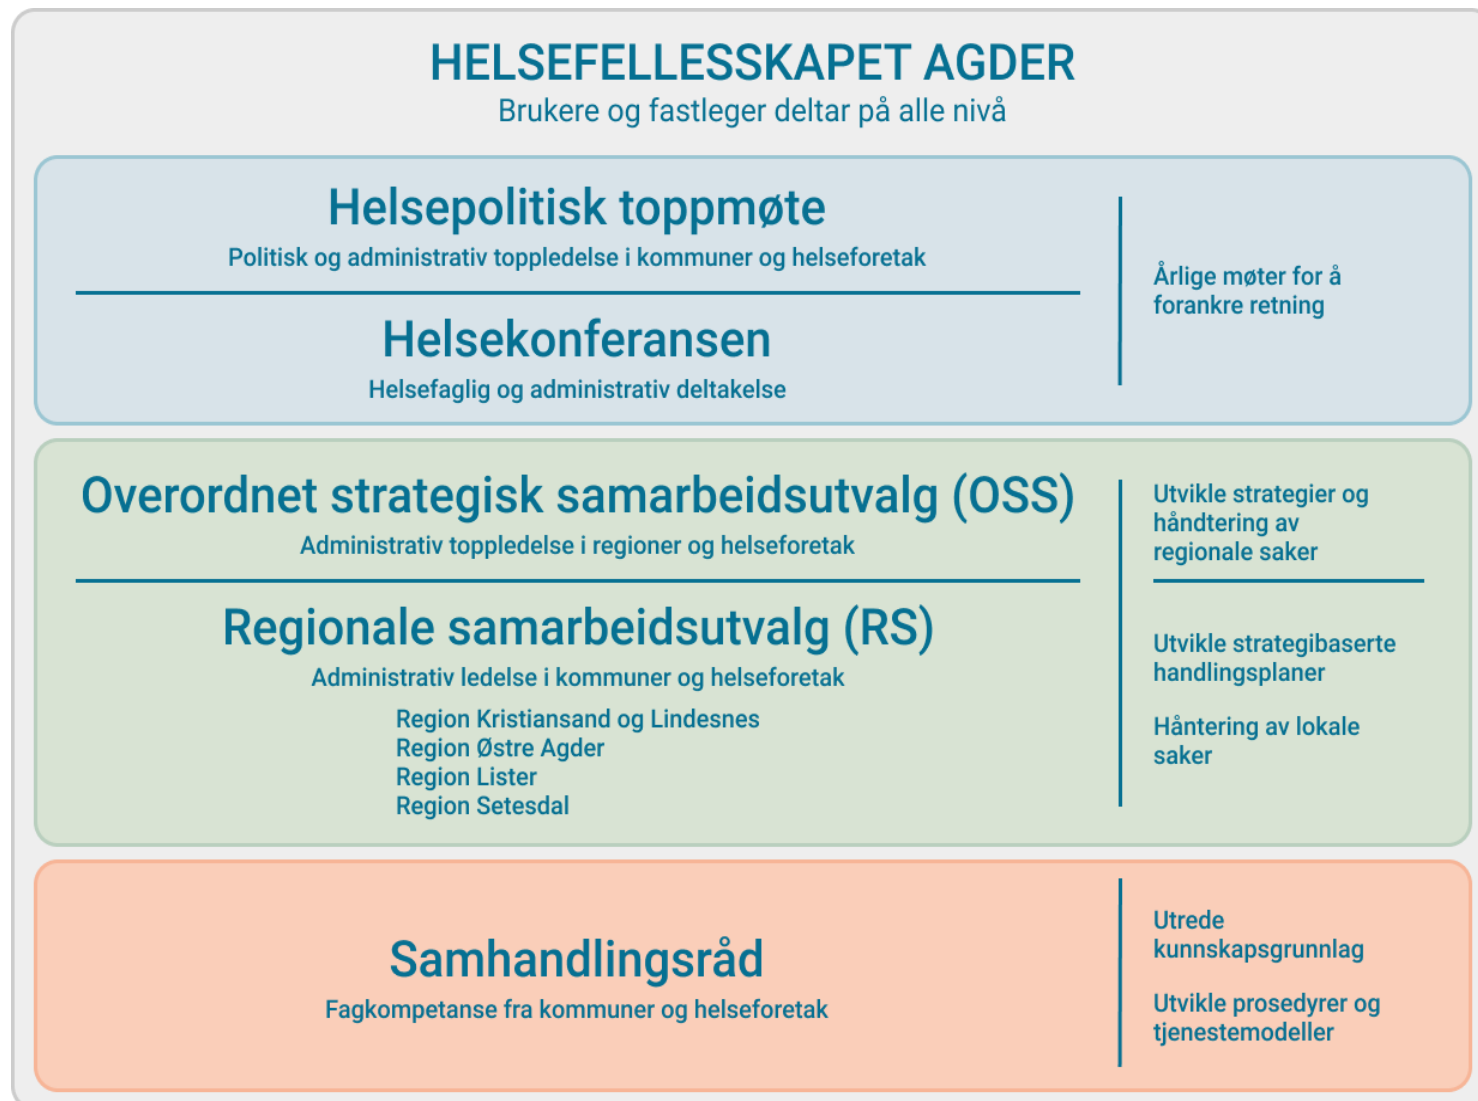 HELSEFELLESSKAPET AGDER
Brukere og fastleger deltar på alle nivå
Helsepolitisk toppmøte
Politisk og administrativ toppledelse i kommuner og helseforetak
Helsekonferansen
Helsefaglig og administrativ deltakelse
Årlige møter for å
forankre retning
Overordnet strategisk samarbeidsutvalg (OSS)
Administrativ toppledelse i regioner og helseforetak
Utvikle strategier og
håndtering av
regionale saker
Regionale samarbeidsutvalg (RS)
Administrativ ledelse i kommuner og helseforetak
Region Kristiansand og Lindesnes
Region Østre Agder
Region Lister
Region Setesdal
Utvikle strategibaserte
handlingsplaner
Håntering av lokale
saker
Samhandlingsråd
Fagkompetanse fra kommuner og helseforetak
Utrede
kunnskapsgrunnlag
Utvikle prosedyrer og
tjenestemodeller